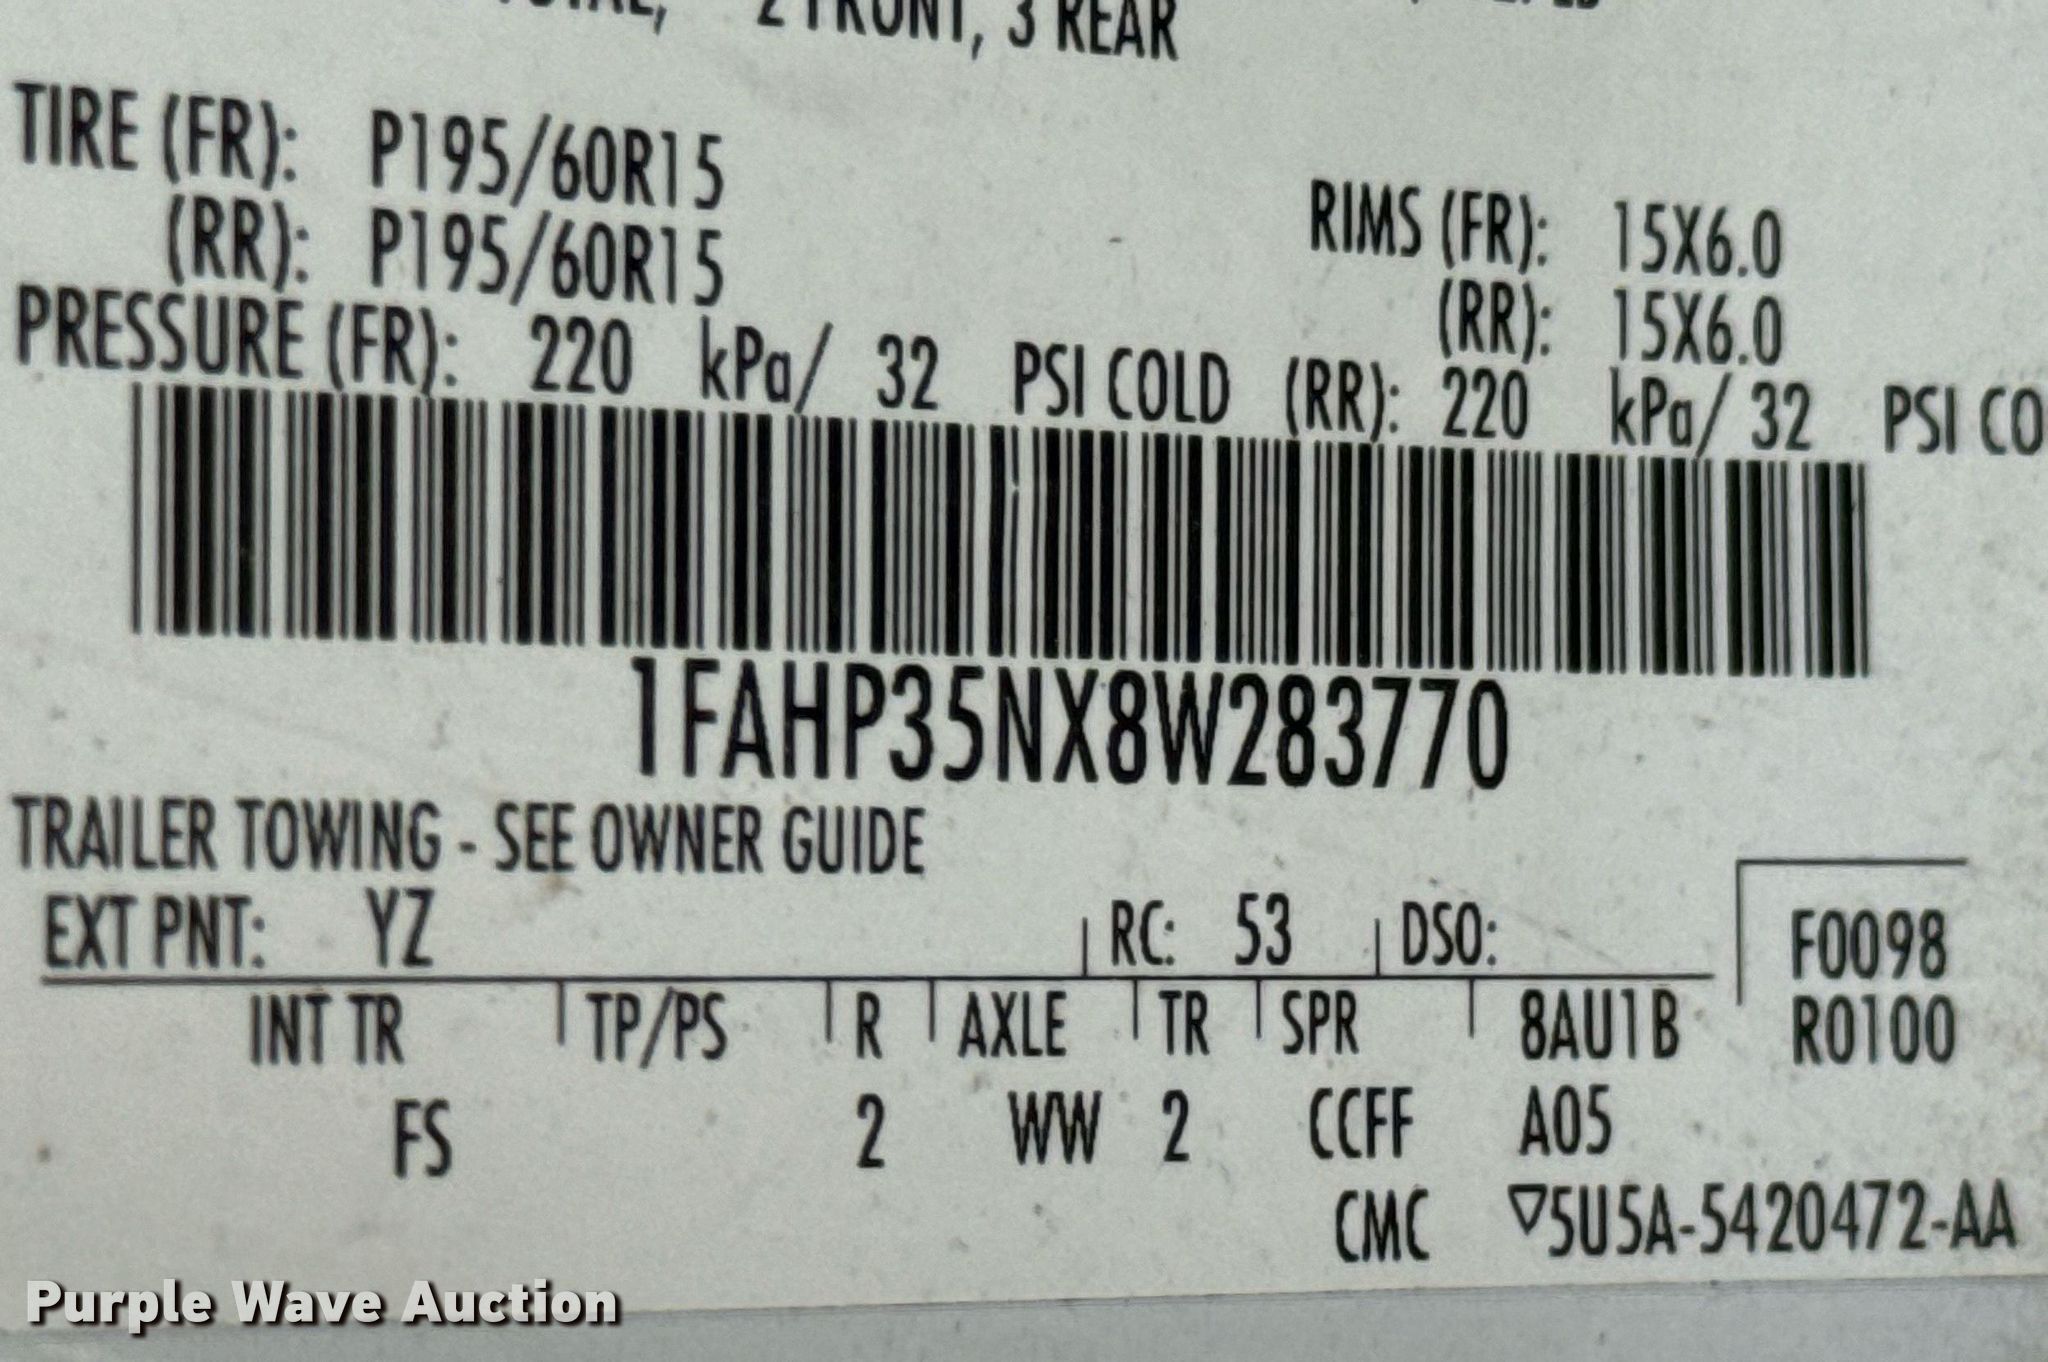 TOTAL, 2 FRONT, 3 REAR
TIRE (FR): P195/60R15
(RR): P195/60R15
RIMS (FR): 15X6.0
(RR): 15X6.0
PRESSURE (FR): 220 kPa/ 32 PSI COLD (RR): 220 kPa/ 32 PSI CO
1FAHP35NX8W283770
TRAILER TOWING - SEE OWNER GUIDE
EXT PNT: YZ RC: 53 DSO:
F0098
R0100
INT TR TP/PS R AXLE TR SPR 8AU1B
FS 2 WW 2 CCFF A05
CMC ▽5U5A-5420472-AA
Purple Wave Auction